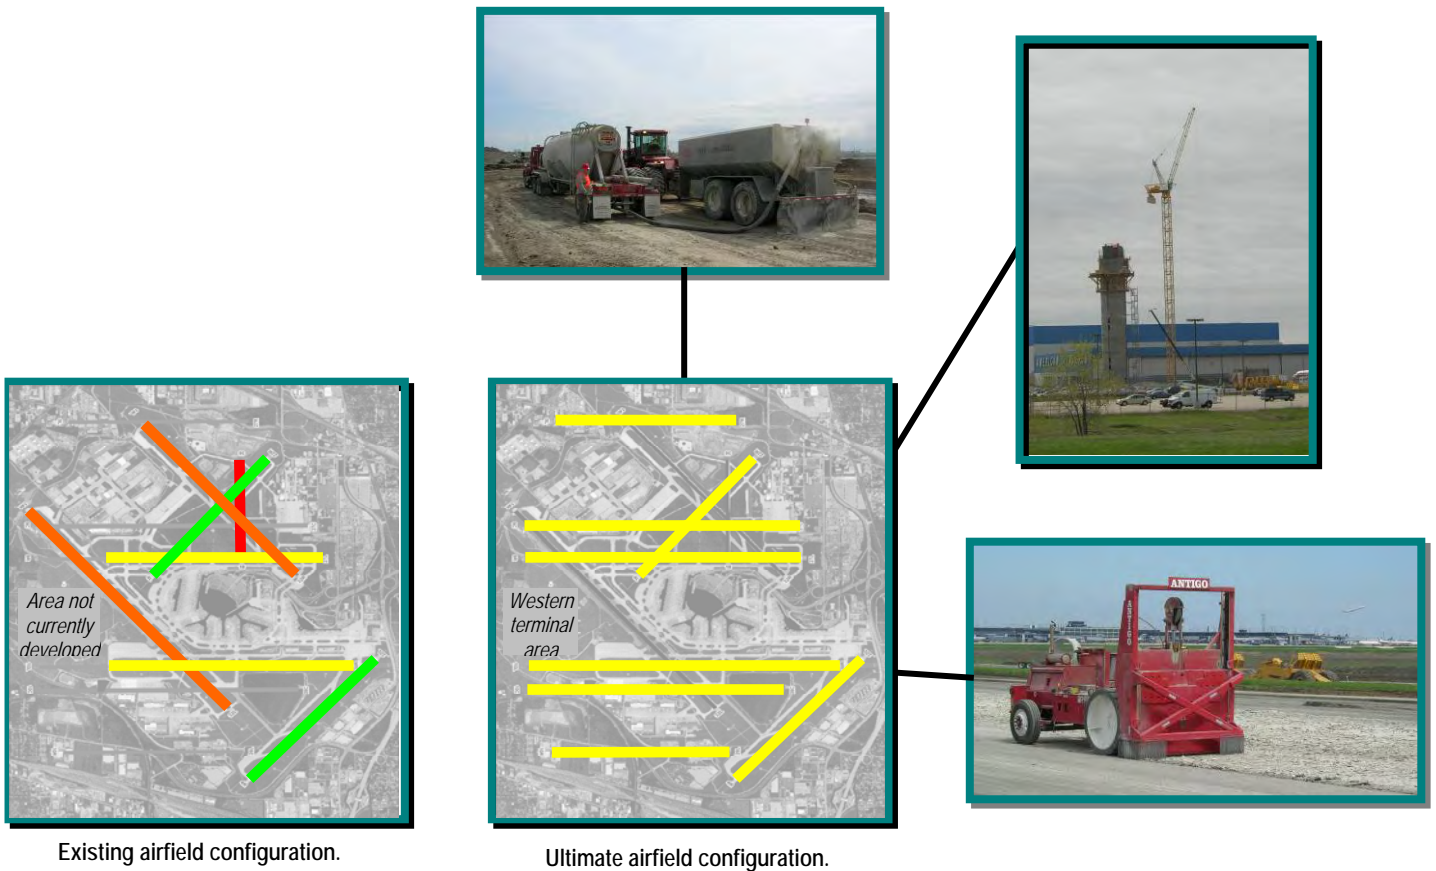 ANTIGO
ANTIGO
Area not
currently
developed
Western
terminal
area
Existing airfield configuration.
Ultimate airfield configuration.